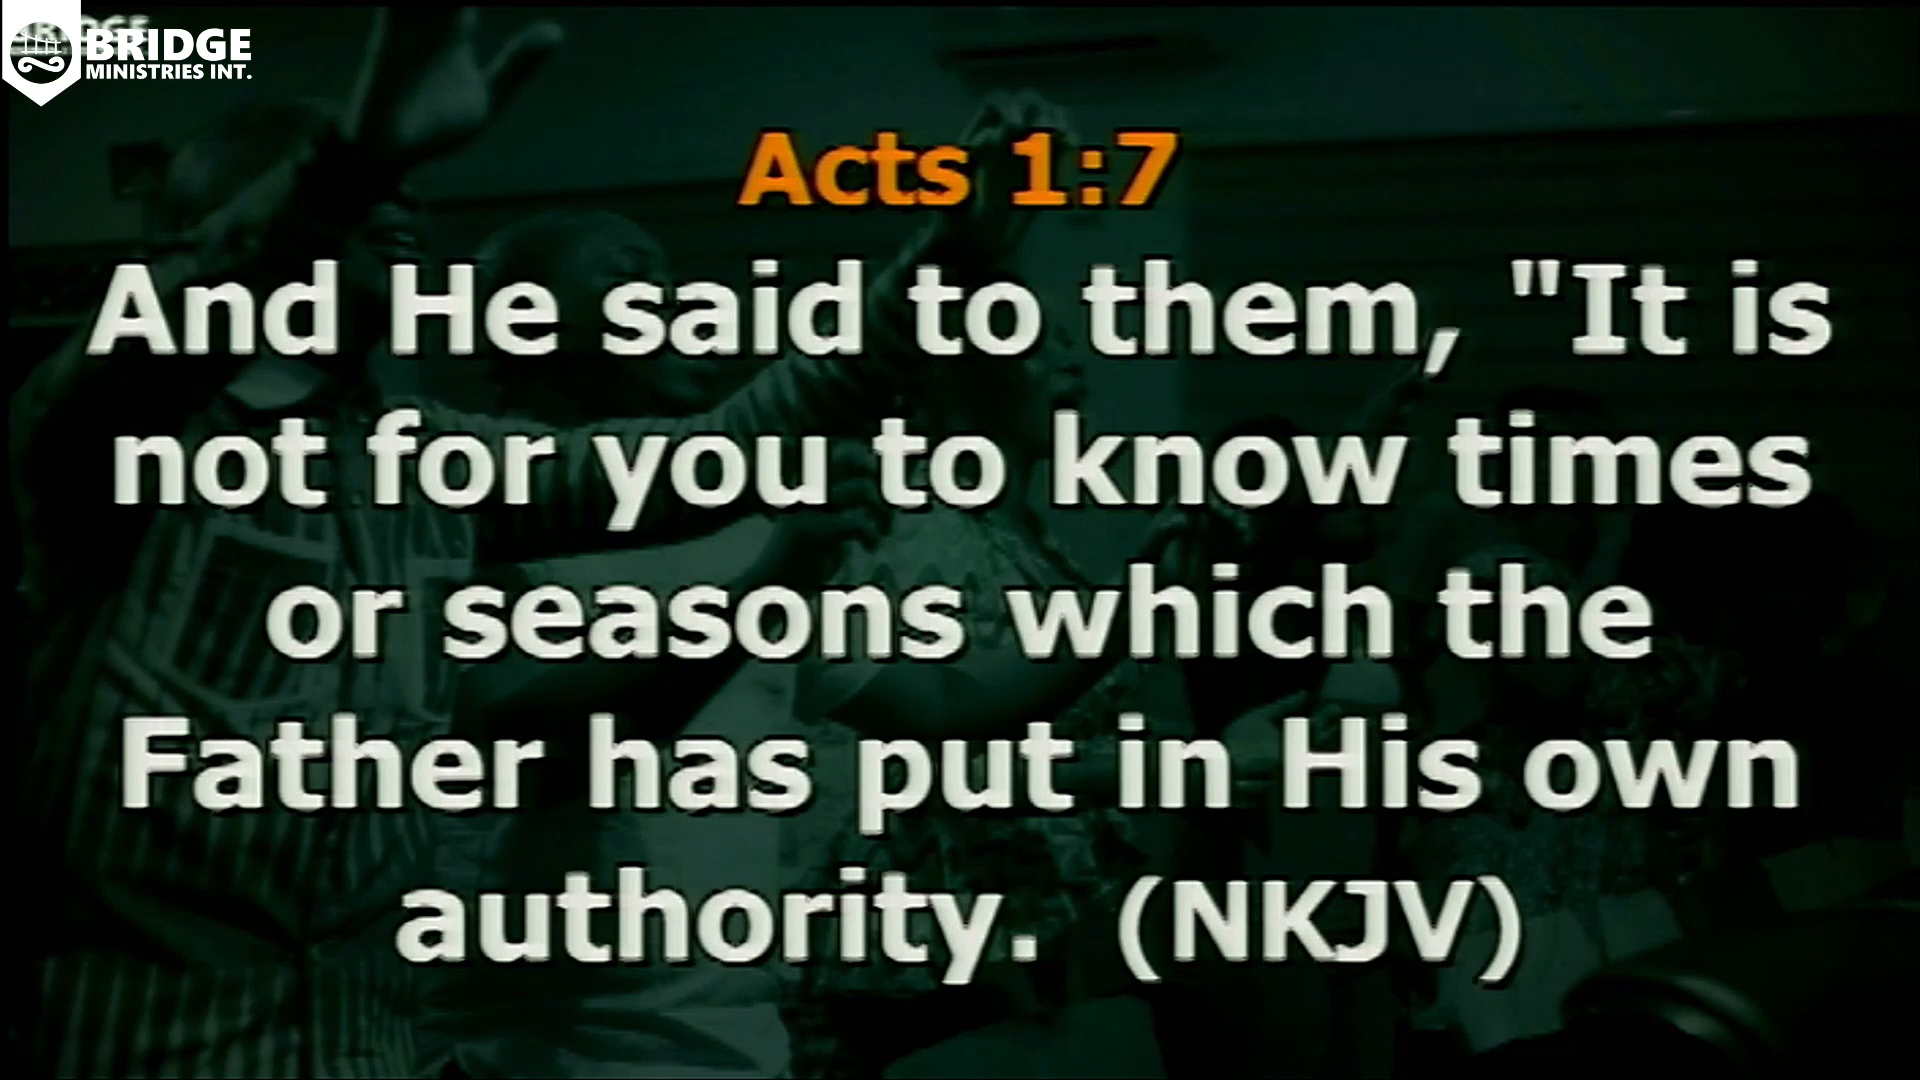 BRIDGE
MINISTRIES INT.
Acts 1:7
And He said to them, "It is
not for you to know times
or seasons which the
Father has put in His own
authority. (NKJV)